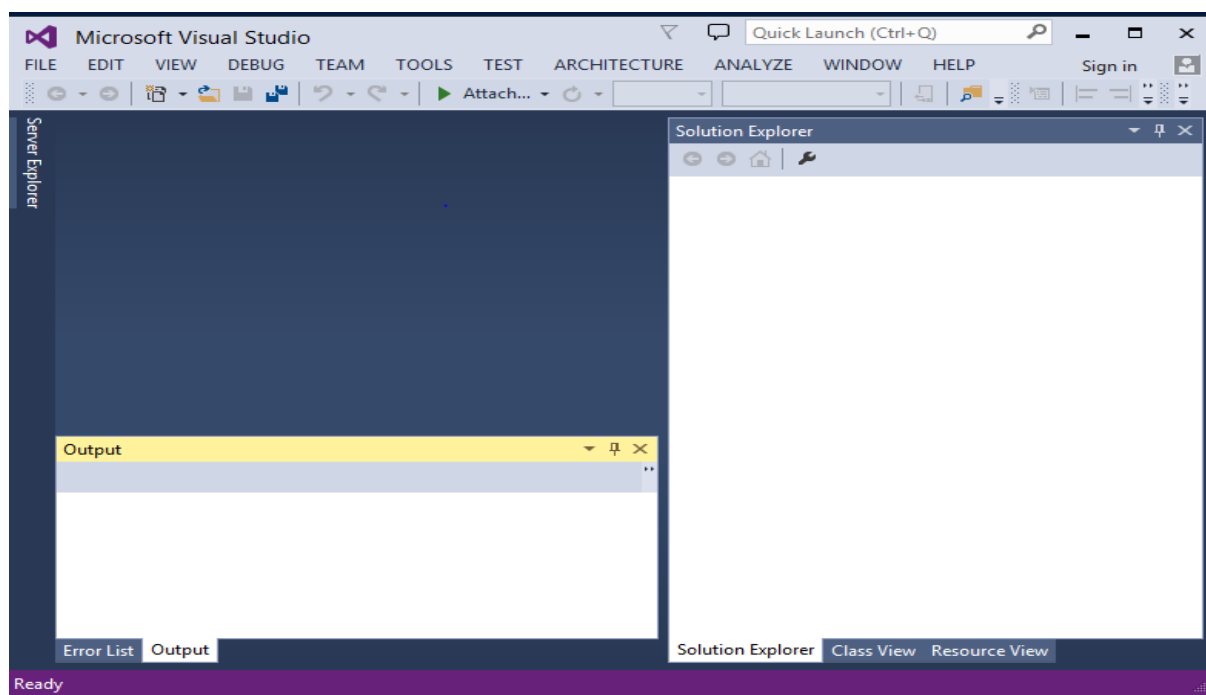 Microsoft Visual Studio
Quick Launch (Ctrl+Q)
FILE EDIT VIEW DEBUG TEAM TOOLS TEST ARCHITECTURE ANALYZE WINDOW HELP Sign in
Attach...
Server Explorer
Solution Explorer
Output
Error List Output
Solution Explorer Class View Resource View
Ready